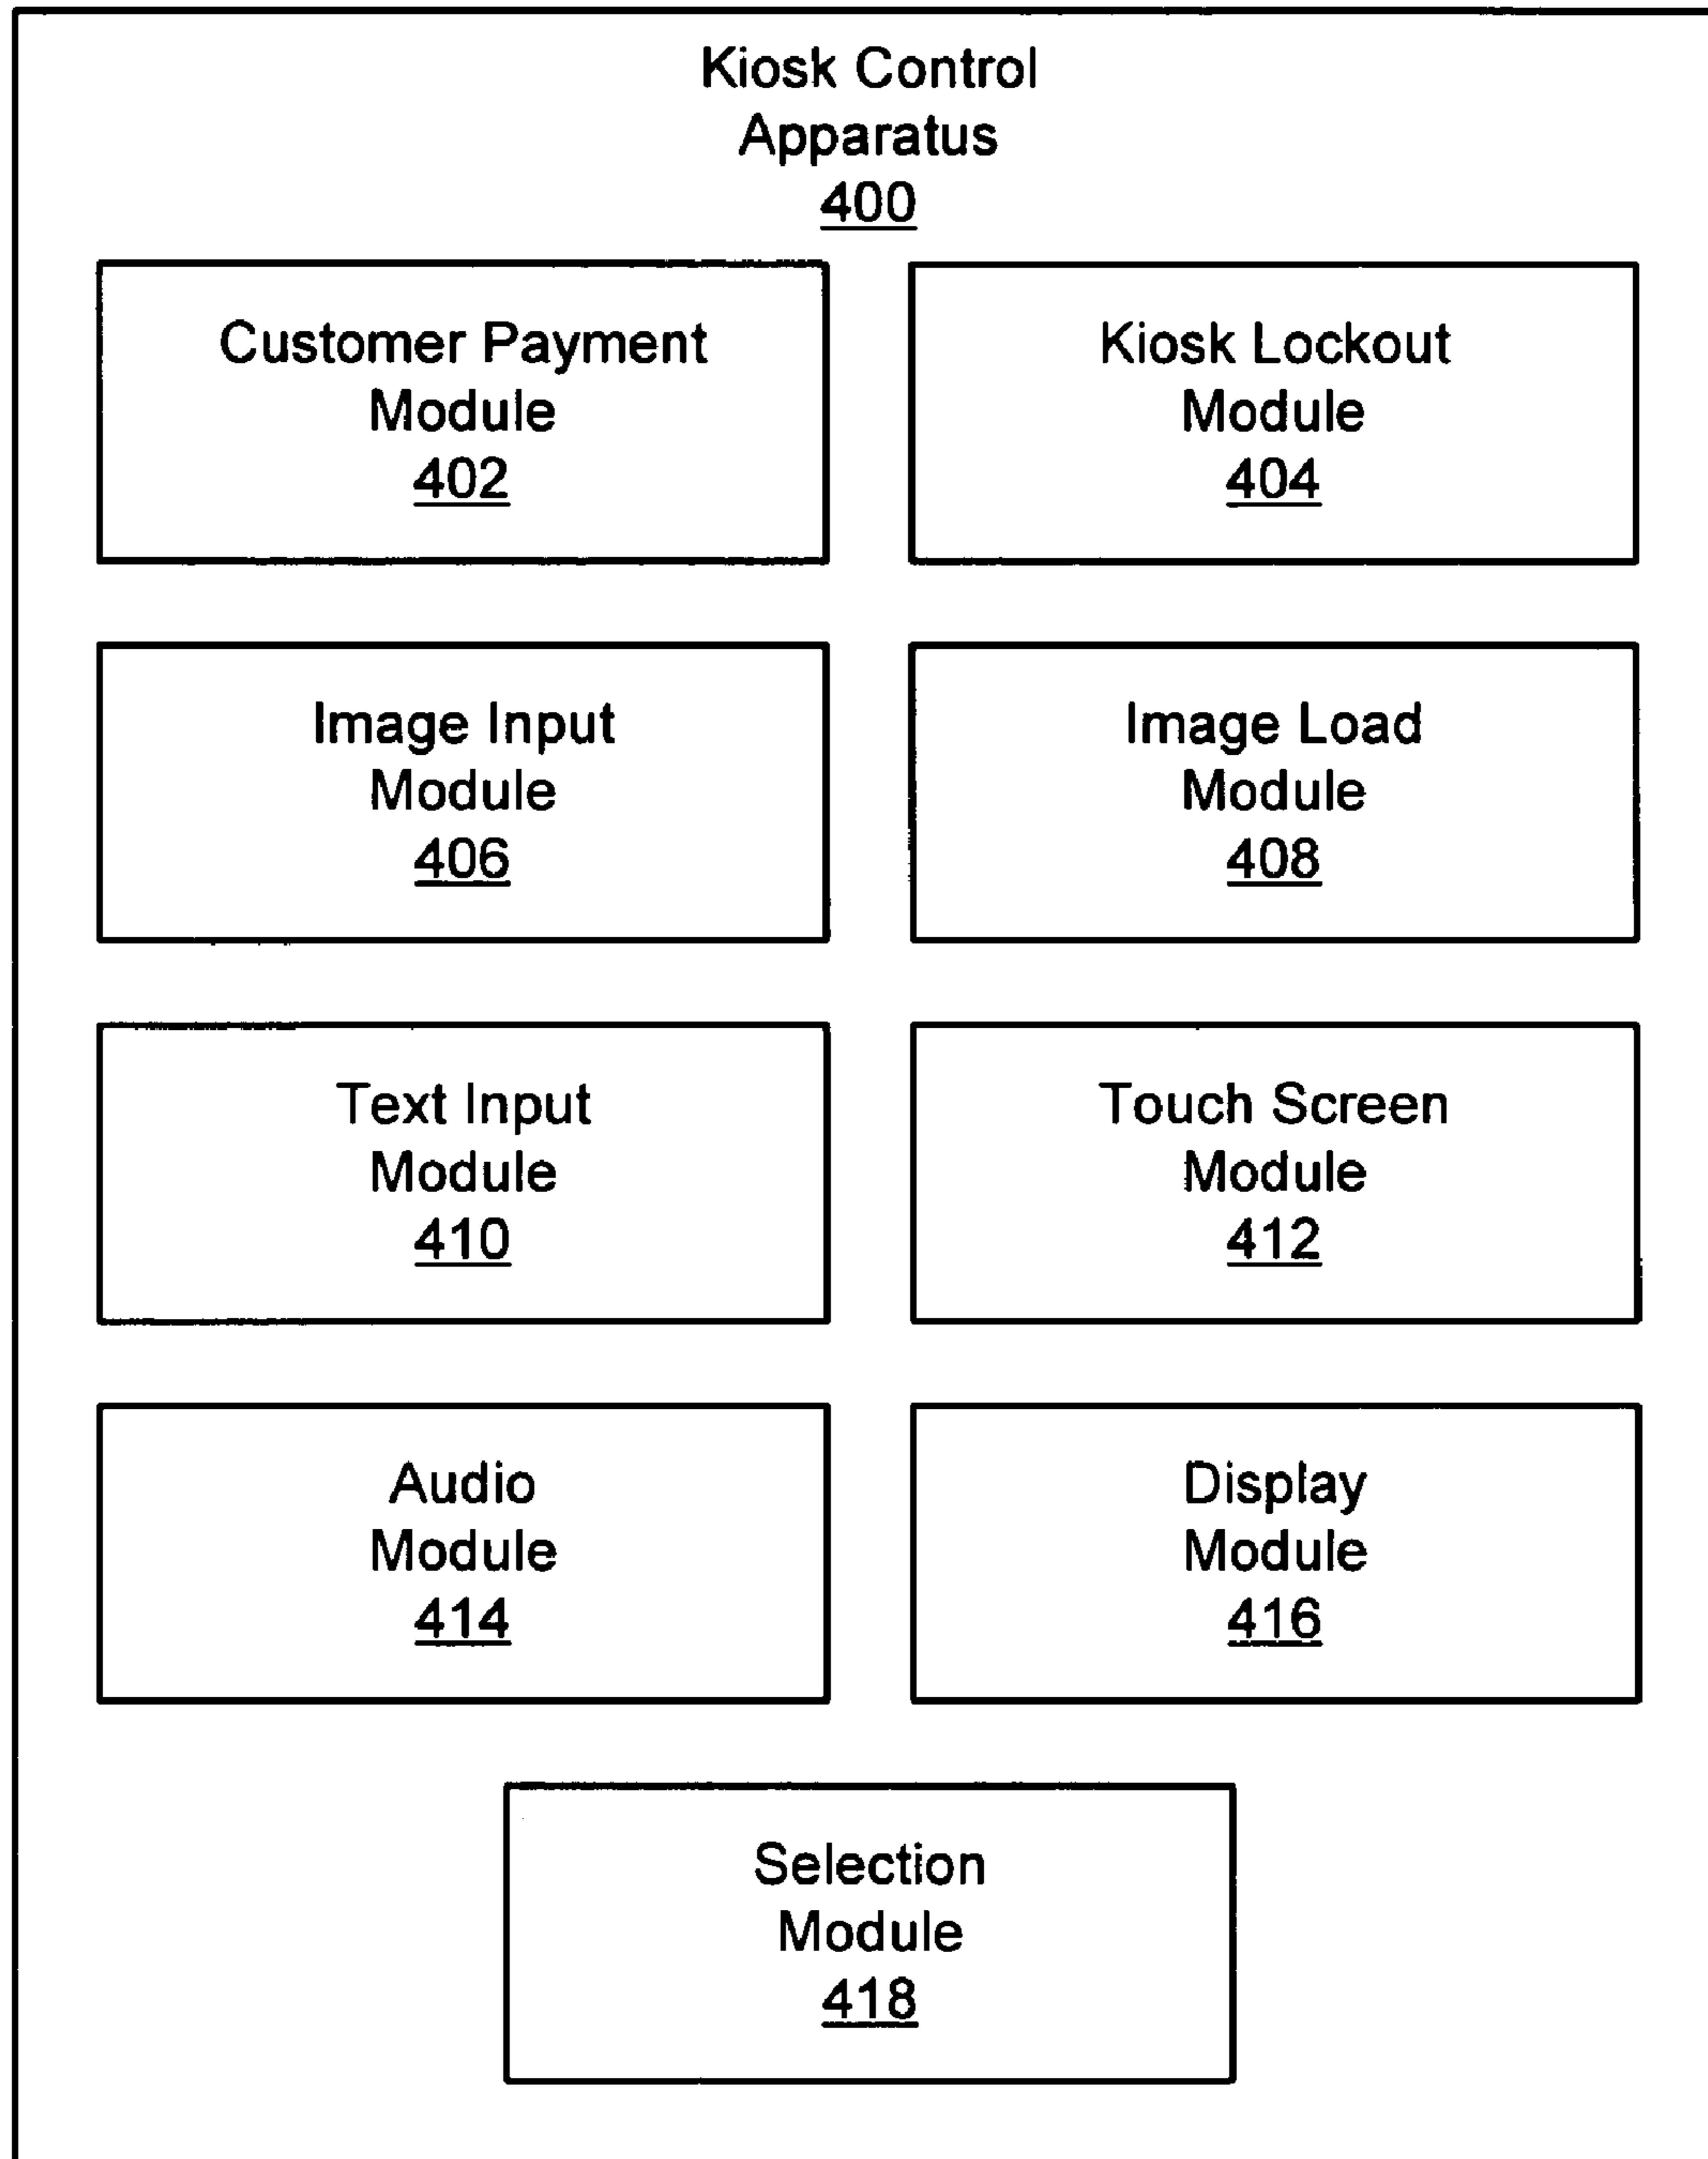 Kiosk Control
Apparatus
400
Customer Payment
Module
402
Kiosk Lockout
Module
404
Image Input
Module
406
Image Load
Module
408
Text Input
Module
410
Touch Screen
Module
412
Audio
Module
414
Display
Module
416
Selection
Module
418